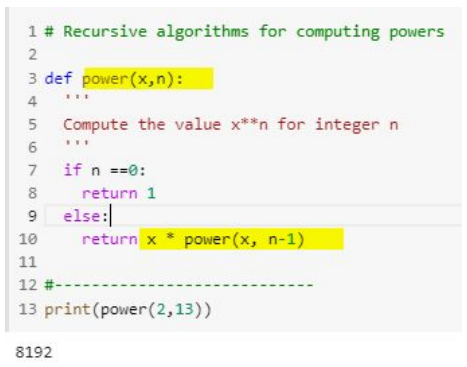 1 # Recursive algorithms for computing powers
2
3 def power(x,n):
4   '''
5   Compute the value x**n for integer n
6   '''
7   if n ==0:
8     return 1
9   else:
10     return x * power(x, n-1)
11
12 #----------------------------
13 print(power(2,13))
8192